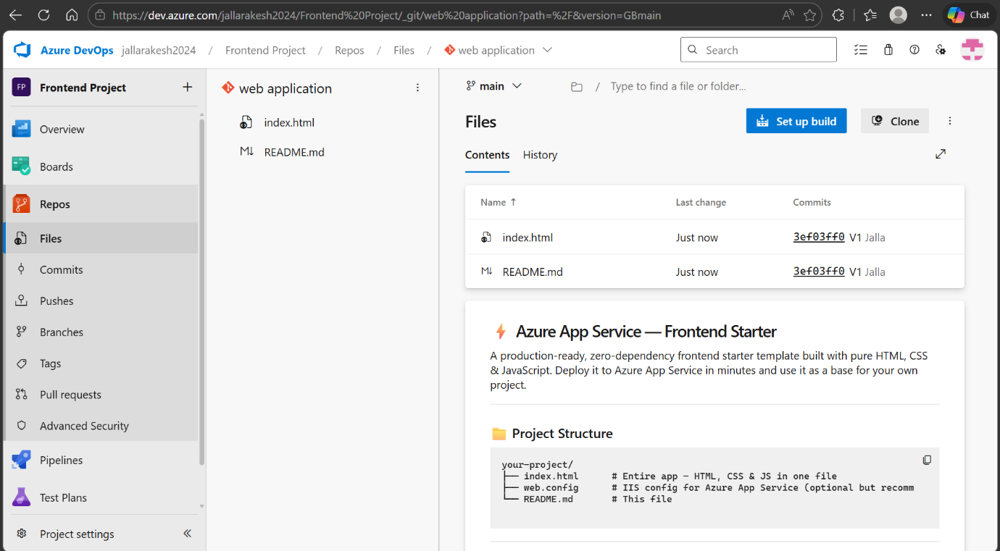 https://dev.azure.com/jallarakesh2024/Frontend%20Project/_git/web%20application?path=%2F&version=GBmain
Chat
Azure DevOps jallarakesh2024 / Frontend Project / Repos / Files / web application
Search
FP Frontend Project
Overview
Boards
Repos
Files
Commits
Pushes
Branches
Tags
Pull requests
Advanced Security
Pipelines
Test Plans
Project settings
web application
index.html
M↓ README.md
main / Type to find a file or folder...
Files
Set up build
Clone
Contents History
Name ↑ Last change Commits
index.html Just now 3ef03ff0 V1 Jalla
M↓ README.md Just now 3ef03ff0 V1 Jalla
⚡ Azure App Service — Frontend Starter
A production-ready, zero-dependency frontend starter template built with pure HTML, CSS
& JavaScript. Deploy it to Azure App Service in minutes and use it as a base for your own
project.
📁 Project Structure
your-project/
├── index.html # Entire app — HTML, CSS & JS in one file
├── web.config # IIS config for Azure App Service (optional but recomm
└── README.md # This file